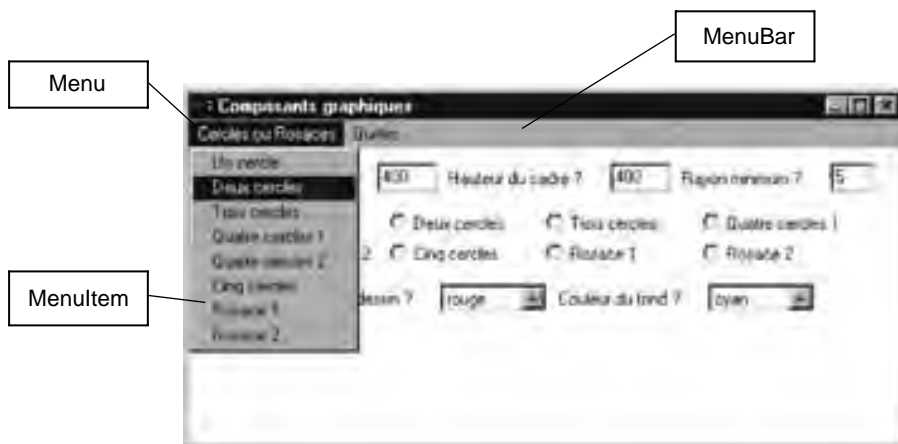 MenuBar
Menu
Composants graphiques
Cercles ou Rosaces Quitter
Un cercle
Deux cercles
Trois cercles
Quatre cercles 1
Quatre cercles 2
Cinq cercles
Rosace 1
Rosace 2
400 Hauteur du cadre ? 400 Rayon minimum ? 5
Deux cercles Trois cercles Quatre cercles 1
2 Cinq cercles Rosace 1 Rosace 2
dessin ? rouge Couleur du fond ? cyan
MenuItem